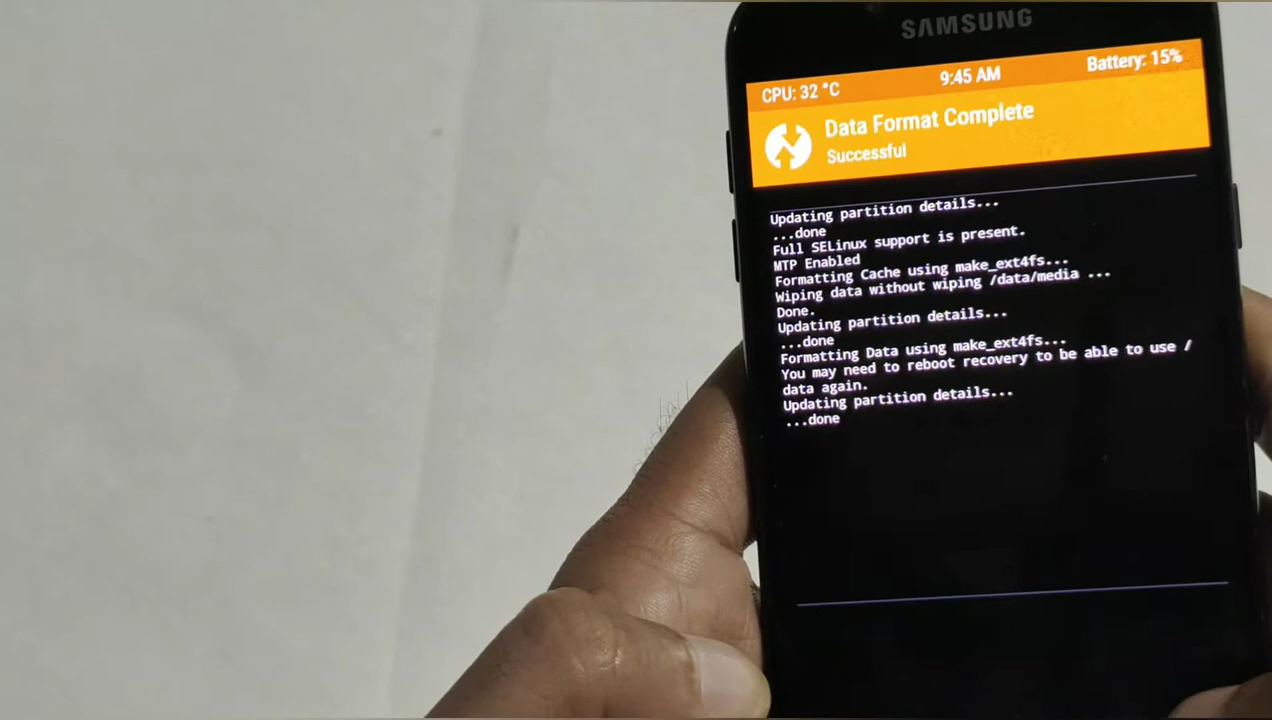 SAMSUNG
CPU: 32 °C 9:45 AM Battery: 15%
Data Format Complete
Successful
Updating partition details...
...done
Full SELinux support is present.
MTP Enabled
Formatting Cache using make_ext4fs...
Wiping data without wiping /data/media ...
Done.
Updating partition details...
...done
Formatting Data using make_ext4fs...
You may need to reboot recovery to be able to use /
data again.
Updating partition details...
...done